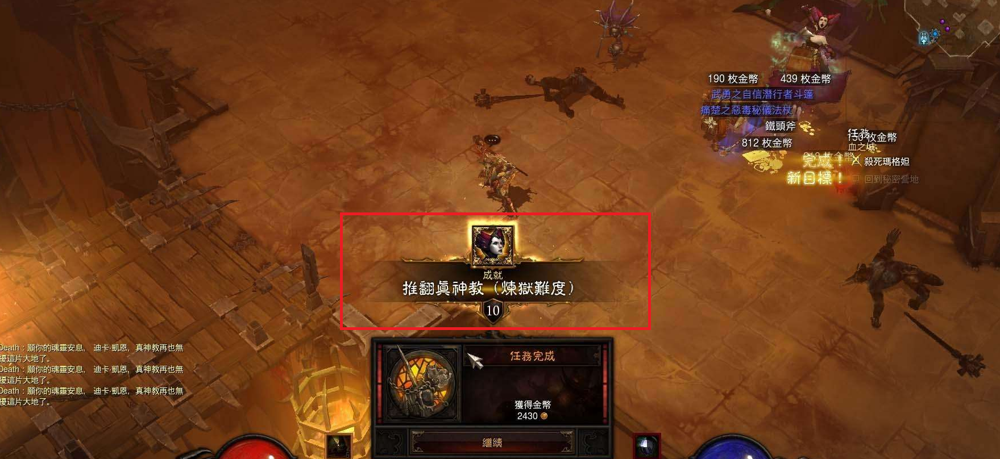 190 枚金幣
439 枚金幣
武勇之自信潛行者斗篷
痛楚之惡毒秘儀法杖
鐵頭斧
812 枚金幣
任務
150 枚金幣
血之城
完成！
殺死瑪格妲
新目標！
回到秘密營地
成就
推翻真神教（煉獄難度）
10
Death：願你的魂靈安息， 迪卡·凱恩，真神教再也無
擾這片大地了。
Death：願你的魂靈安息， 迪卡·凱恩，真神教再也無
擾這片大地了。
Death：願你的魂靈安息， 迪卡·凱恩，真神教再也無
擾這片大地了。
任務完成
獲得金幣
2430
繼續